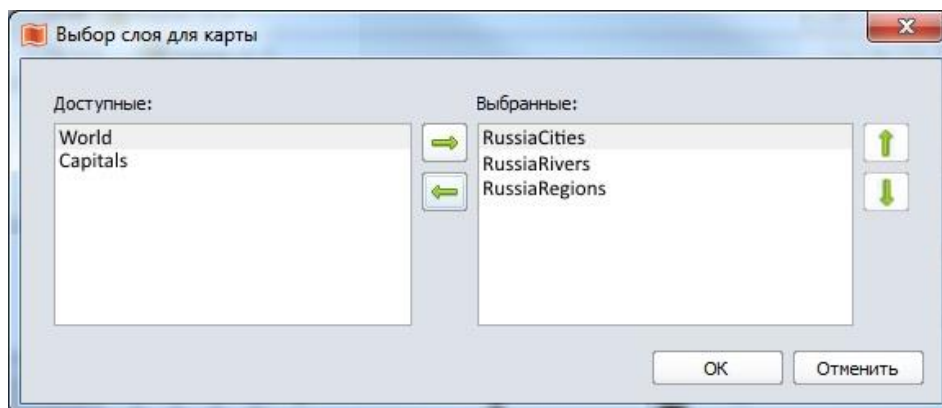 Выбор слоя для карты
Доступные:
World
Capitals
Выбранные:
RussiaCities
RussiaRivers
RussiaRegions
OK
Отменить